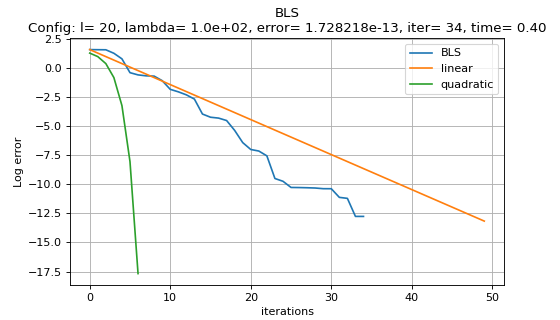 BLS
Config: l= 20, lambda= 1.0e+02, error= 1.728218e-13, iter= 34, time= 0.40
2.5
0.0
−2.5
−5.0
−7.5
−10.0
−12.5
−15.0
−17.5
Log error
BLS
linear
quadratic
0
10
20
30
40
50
iterations